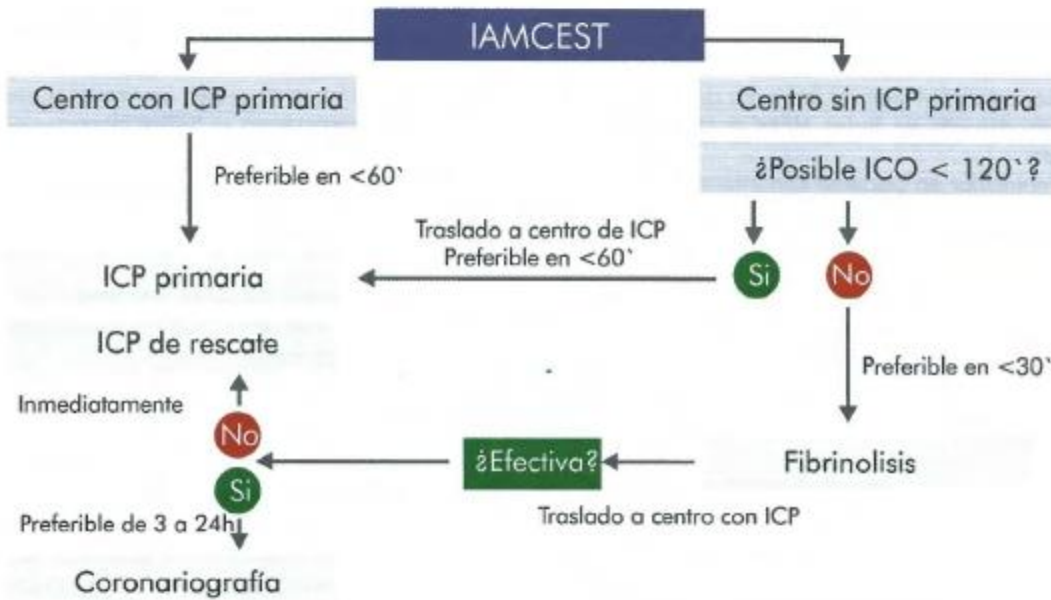 IAMCEST
Centro con ICP primaria
Centro sin ICP primaria
¿Posible ICO < 120`?
Preferible en <60`
Traslado a centro de ICP
Preferible en <60`
Si
No
ICP primaria
ICP de rescate
Preferible en <30`
Inmediatamente
No
¿Efectiva?
Fibrinolisis
Si
Preferible de 3 a 24h
Traslado a centro con ICP
Coronariografía